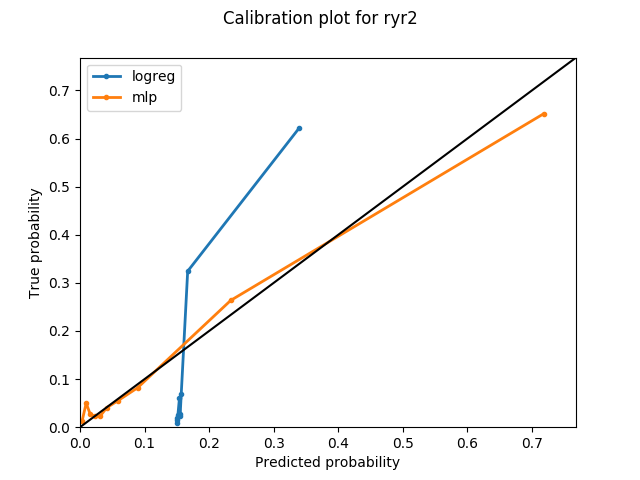 Calibration plot for ryr2
logreg
mlp
True probability
0.7
0.6
0.5
0.4
0.3
0.2
0.1
0.0
0.0 0.1 0.2 0.3 0.4 0.5 0.6 0.7
Predicted probability